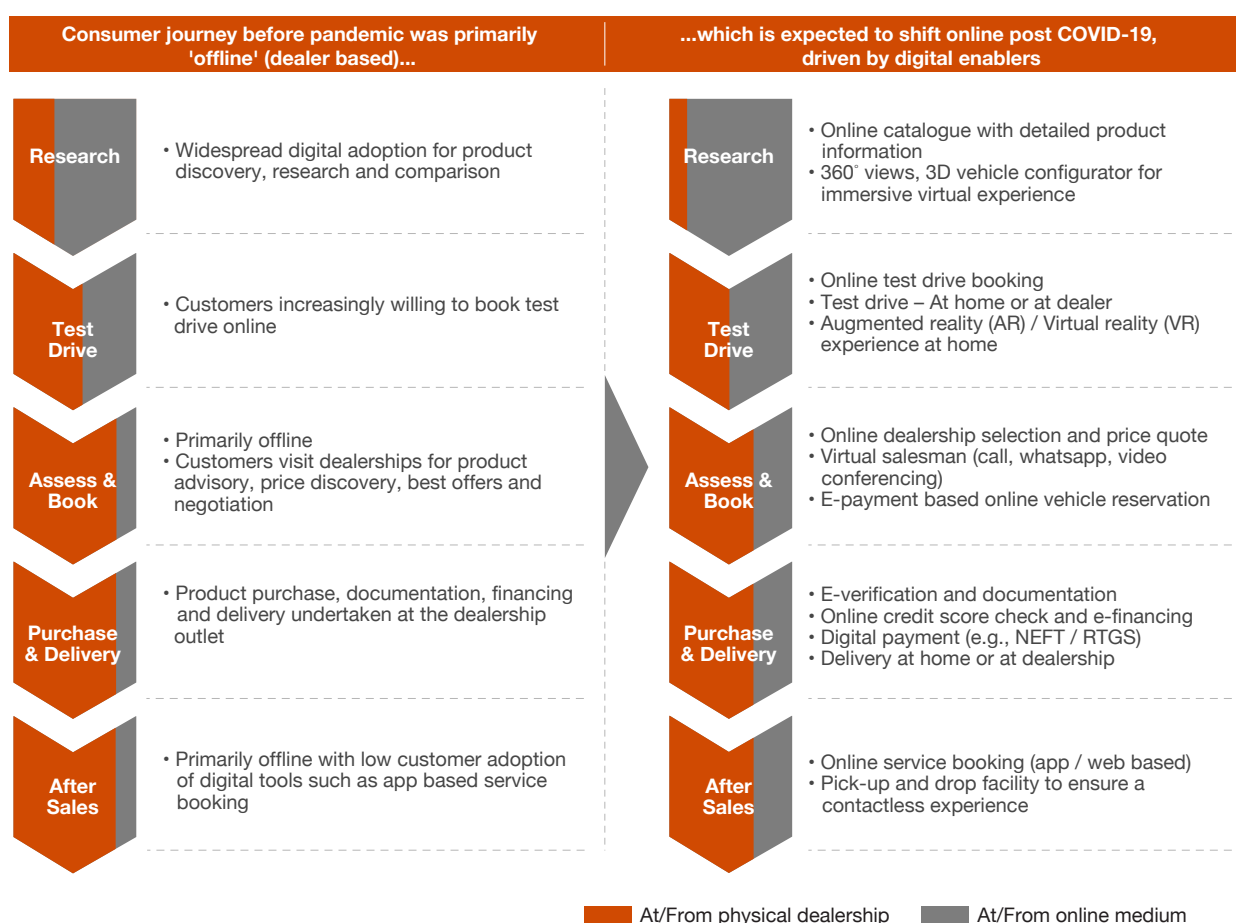 Consumer journey before pandemic was primarily
'offline' (dealer based)...
Research
• Widespread digital adoption for product
discovery, research and comparison
Test
Drive
• Customers increasingly willing to book test
drive online
Assess &
Book
• Primarily offline
• Customers visit dealerships for product
advisory, price discovery, best offers and
negotiation
Purchase
& Delivery
• Product purchase, documentation, financing
and delivery undertaken at the dealership
outlet
After
Sales
• Primarily offline with low customer adoption
of digital tools such as app based service
booking
...which is expected to shift online post COVID-19,
driven by digital enablers
Research
• Online catalogue with detailed product
information
• 360° views, 3D vehicle configurator for
immersive virtual experience
Test
Drive
• Online test drive booking
• Test drive – At home or at dealer
• Augmented reality (AR) / Virtual reality (VR)
experience at home
Assess &
Book
• Online dealership selection and price quote
• Virtual salesman (call, whatsapp, video
conferencing)
• E-payment based online vehicle reservation
Purchase
& Delivery
• E-verification and documentation
• Online credit score check and e-financing
• Digital payment (e.g., NEFT / RTGS)
• Delivery at home or at dealership
After
Sales
• Online service booking (app / web based)
• Pick-up and drop facility to ensure a
contactless experience
At/From physical dealership
At/From online medium